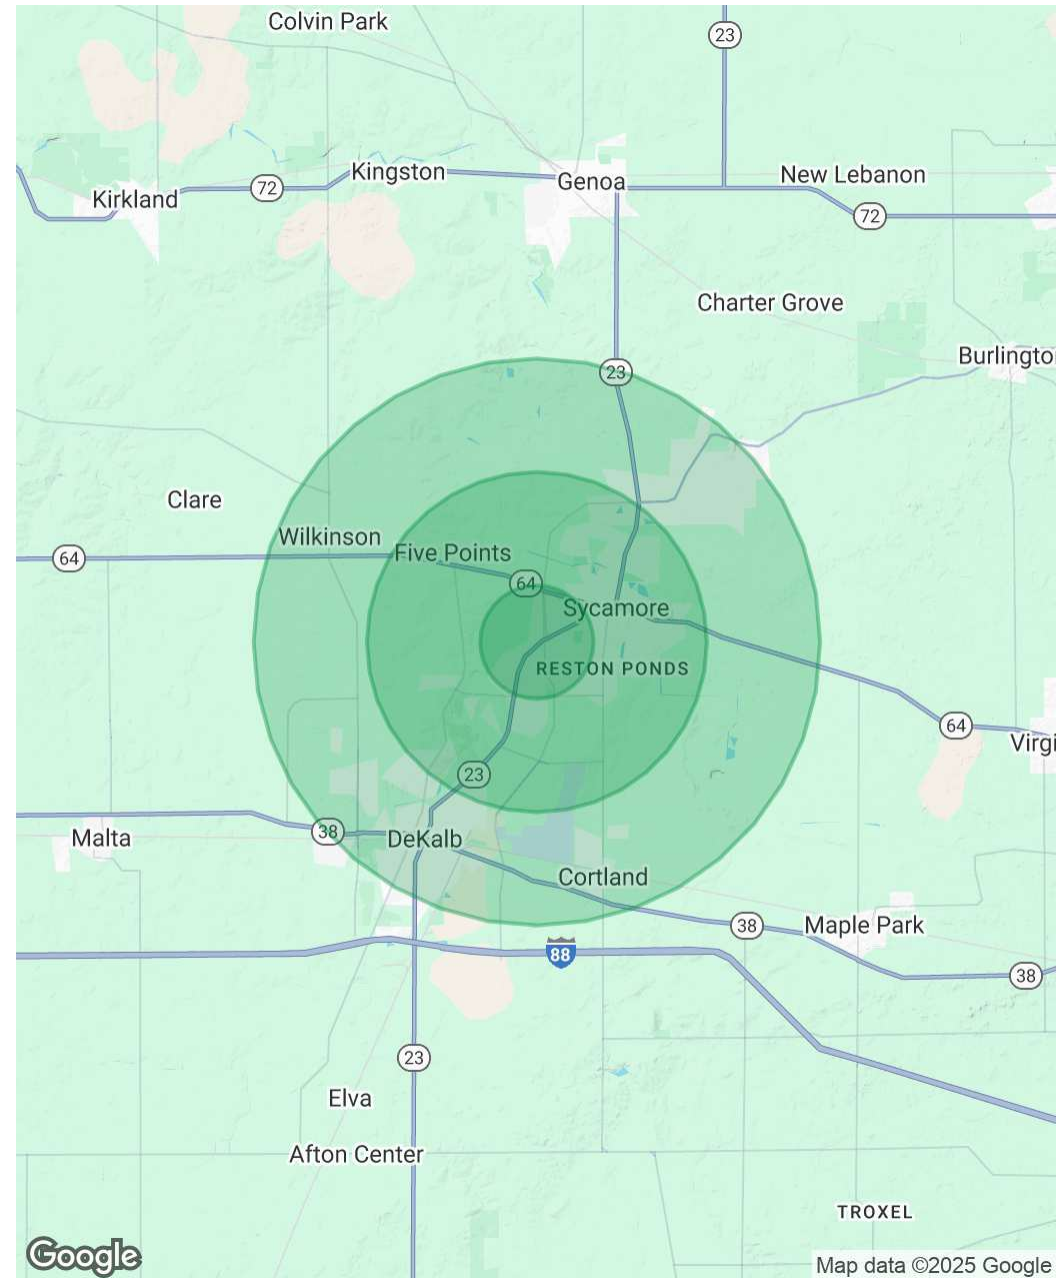 Colvin Park
23
Kingston
72
Genoa
New Lebanon
Kirkland
72
Charter Grove
Burlingto
23
Clare
Wilkinson
Five Points
64
64
Sycamore
RESTON PONDS
64
Virgi
23
38
Malta
DeKalb
Cortland
38
Maple Park
88
38
23
Elva
Afton Center
TROXEL
Google
Map data ©2025 Google